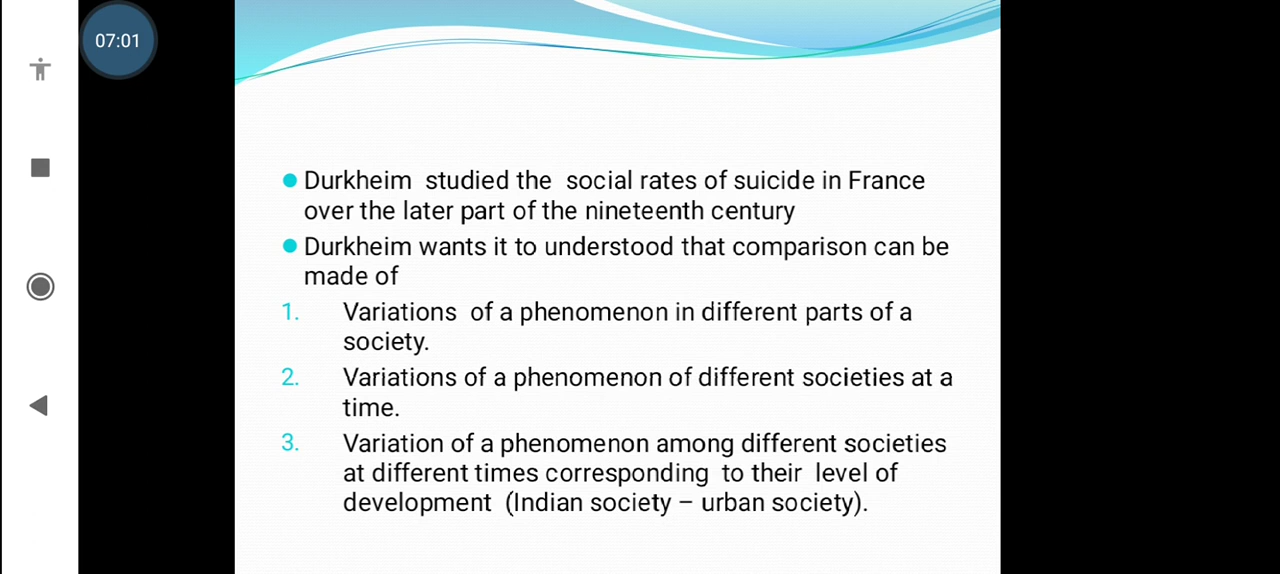 07:01
● Durkheim studied the social rates of suicide in France
over the later part of the nineteenth century
● Durkheim wants it to understood that comparison can be
made of
1. Variations of a phenomenon in different parts of a
society.
2. Variations of a phenomenon of different societies at a
time.
3. Variation of a phenomenon among different societies
at different times corresponding to their level of
development (Indian society – urban society).